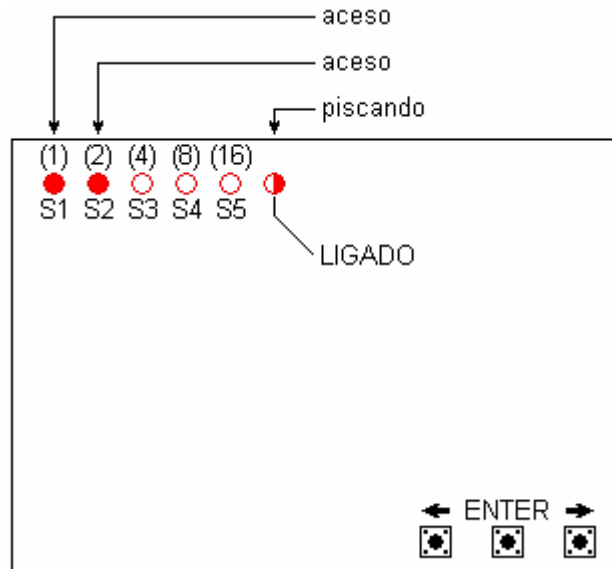 aceso
aceso
piscando
(1) (2) (4) (8) (16)
S1 S2 S3 S4 S5
LIGADO
ENTER